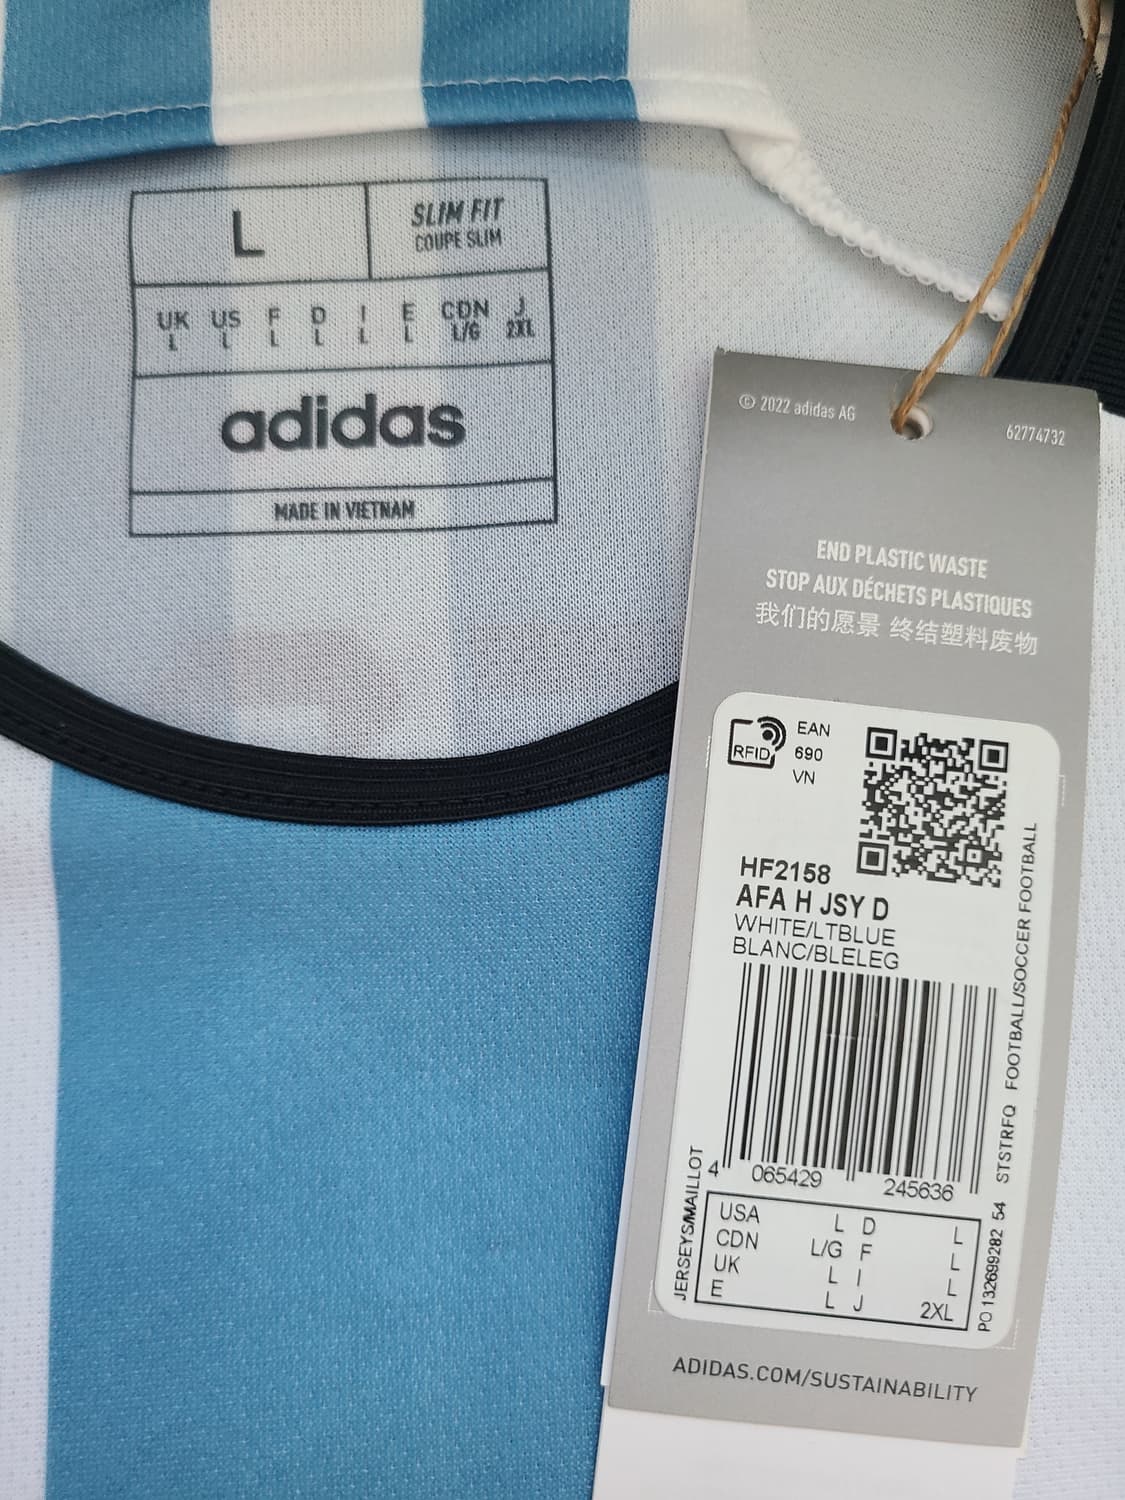 L
SLIM FIT
COUPE SLIM
UK US F D I E CDN J
L L L L L L L/G 2XL
adidas
MADE IN VIETNAM
© 2022 adidas AG
62774732
END PLASTIC WASTE
STOP AUX DÉCHETS PLASTIQUES
我们的愿景 终结塑料废物
RFID
EAN
690
VN
HF2158
AFA H JSY D
WHITE/LTBLUE
BLANC/BLELEG
4 065429 245636
JERSEYS/MAILLOT
STSTRFQ FOOTBALL/SOCCER FOOTBALL
PO 132699282 54
USA L D L
CDN L/G F L
UK L I L
E L J 2XL
ADIDAS.COM/SUSTAINABILITY